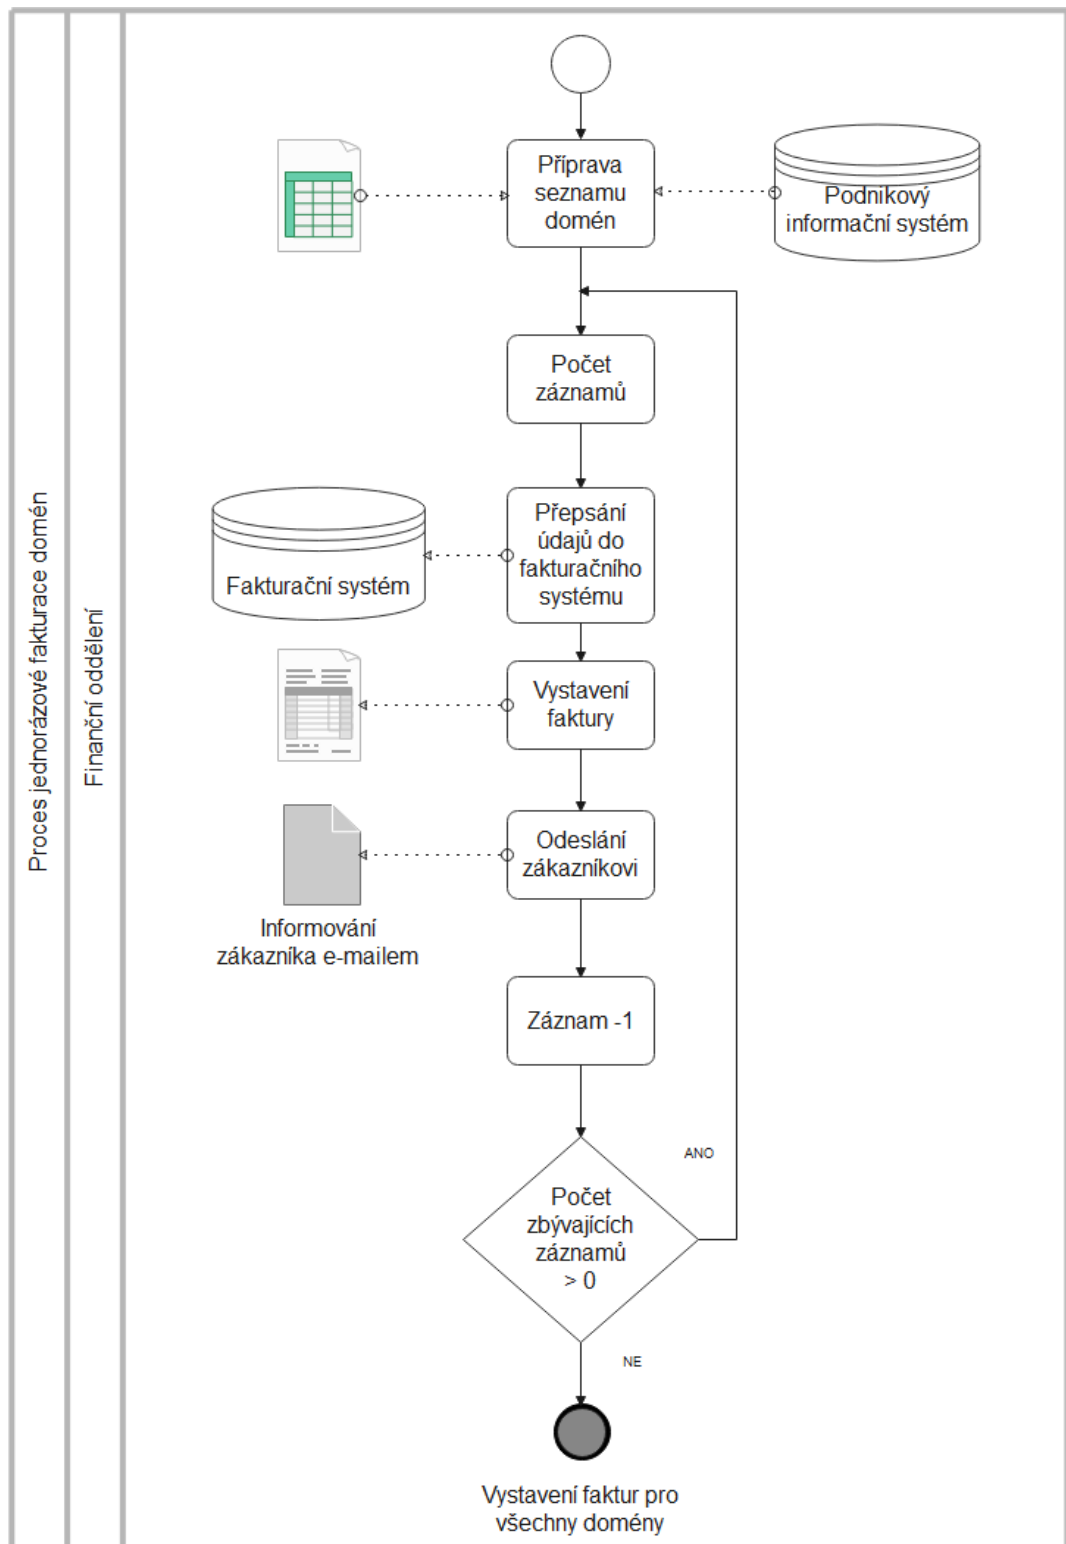 Proces jednorázové fakturace domén
Finanční oddělení
Příprava
seznamu
domén
Podnikový
informační systém
Počet
záznamů
Přepsání
údajů do
fakturačního
systému
Fakturační systém
Vystavení
faktury
Odeslání
zákazníkovi
Informování
zákazníka e-mailem
Záznam -1
ANO
Počet
zbývajících
záznamů
> 0
NE
Vystavení faktur pro
všechny domény